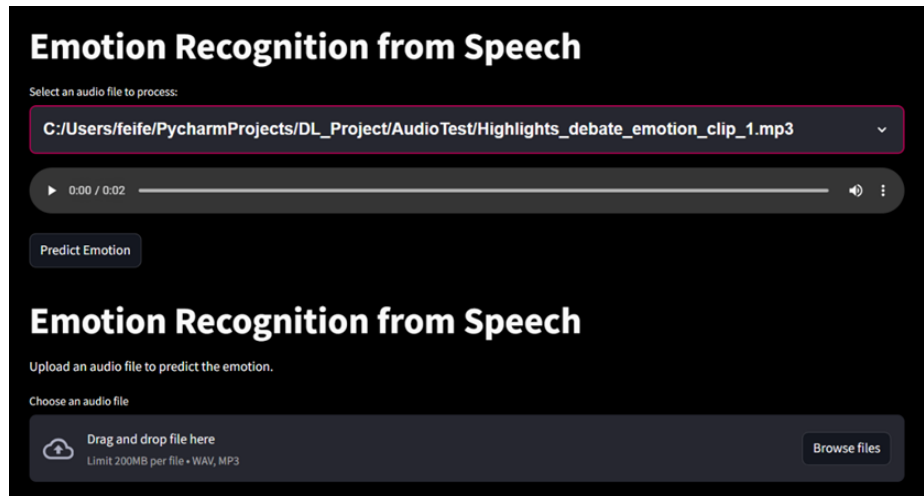 Emotion Recognition from Speech
Select an audio file to process:
C:/Users/feife/PycharmProjects/DL_Project/AudioTest/Highlights_debate_emotion_clip_1.mp3
0:00 / 0:02
Predict Emotion
Emotion Recognition from Speech
Upload an audio file to predict the emotion.
Choose an audio file
Drag and drop file here
Limit 200MB per file • WAV, MP3
Browse files